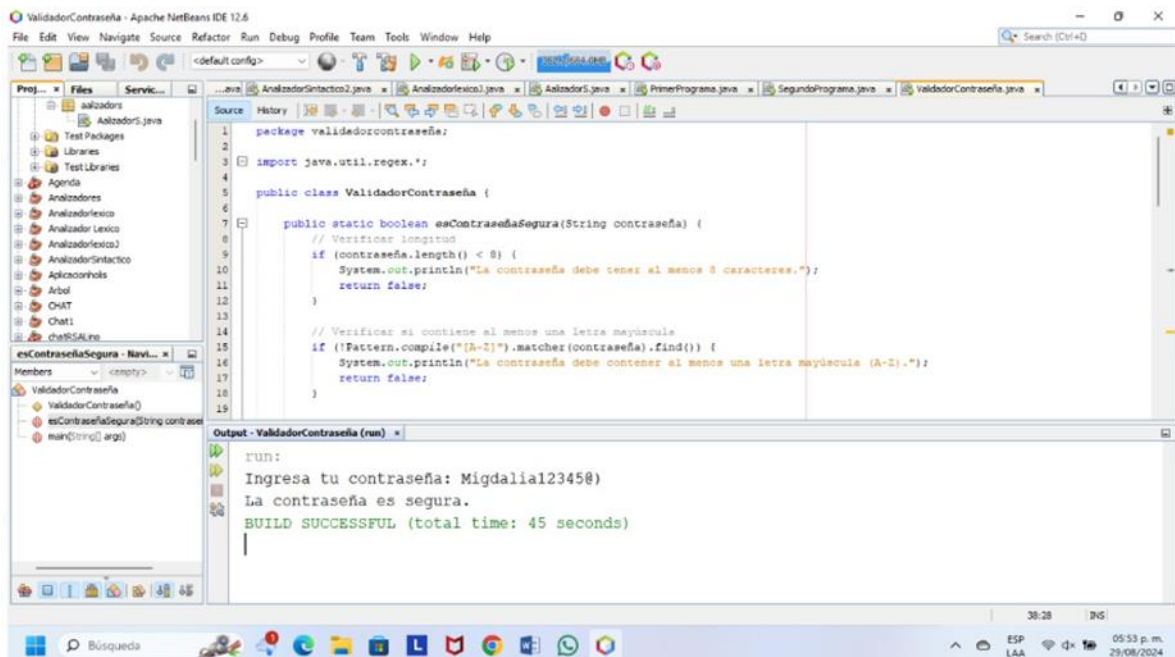 ValidadorContraseña - Apache NetBeans IDE 12.6
File Edit View Navigate Source Refactor Run Debug Profile Team Tools Window Help
Search (Ctrl+I)
<default config>
Proj... Files Servic...
...ava AnalizadorSintactico2.java Analizadorlexico2.java AalizadorS.java PrimerPrograma.java SegundoPrograma.java ValidadorContraseña.java
Source History
aalizadors
AalizadorS.java
Test Packages
Libraries
Test Libraries
Agenda
Analizadores
Analizadorlexico
Analizador Lexico
Analizadorlexico2
AnalizadorSintactico
Aplicacionholis
Arbol
CHAT
Chat1
chatRSALino
1 package validadorcontraseña;
2
3 import java.util.regex.*;
4
5 public class ValidadorContraseña {
6
7 public static boolean esContraseñaSegura(String contraseña) {
8 // Verificar longitud
9 if (contraseña.length() < 8) {
10 System.out.println("La contraseña debe tener al menos 8 caracteres.");
11 return false;
12 }
13
14 // Verificar si contiene al menos una letra mayúscula
15 if (!Pattern.compile("[A-Z]").matcher(contraseña).find()) {
16 System.out.println("La contraseña debe contener al menos una letra mayúscula (A-Z).");
17 return false;
18 }
19
esContraseñaSegura - Navi...
Members <empty>
ValidadorContraseña
ValidadorContraseña()
esContraseñaSegura(String contraseñ
main(String[] args)
Output - ValidadorContraseña (run)
run:
Ingresa tu contraseña: Migdalia12345@)
La contraseña es segura.
BUILD SUCCESSFUL (total time: 45 seconds)
38:28 INS
Búsqueda
ESP
LAA
05:53 p. m.
29/08/2024